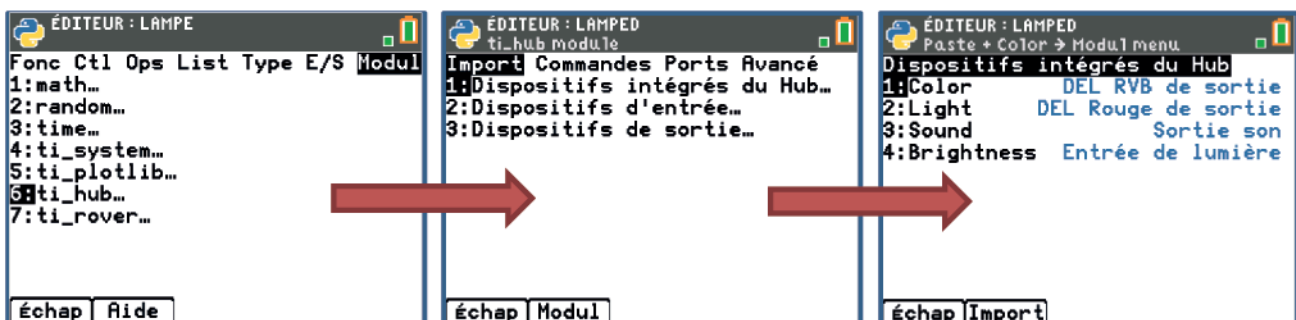 ÉDITEUR : LAMPE
Fonc Ctl Ops List Type E/S Modul
1:math…
2:random…
3:time…
4:ti_system…
5:ti_plotlib…
6:ti_hub…
7:ti_rover…
Échap Aide
ÉDITEUR : LAMPED
ti_hub module
Import Commandes Ports Avancé
1:Dispositifs intégrés du Hub…
2:Dispositifs d'entrée…
3:Dispositifs de sortie…
Échap Modul
ÉDITEUR : LAMPED
Paste + Color → Modul menu
Dispositifs intégrés du Hub
1:Color DEL RVB de sortie
2:Light DEL Rouge de sortie
3:Sound Sortie son
4:Brightness Entrée de lumière
Échap Import